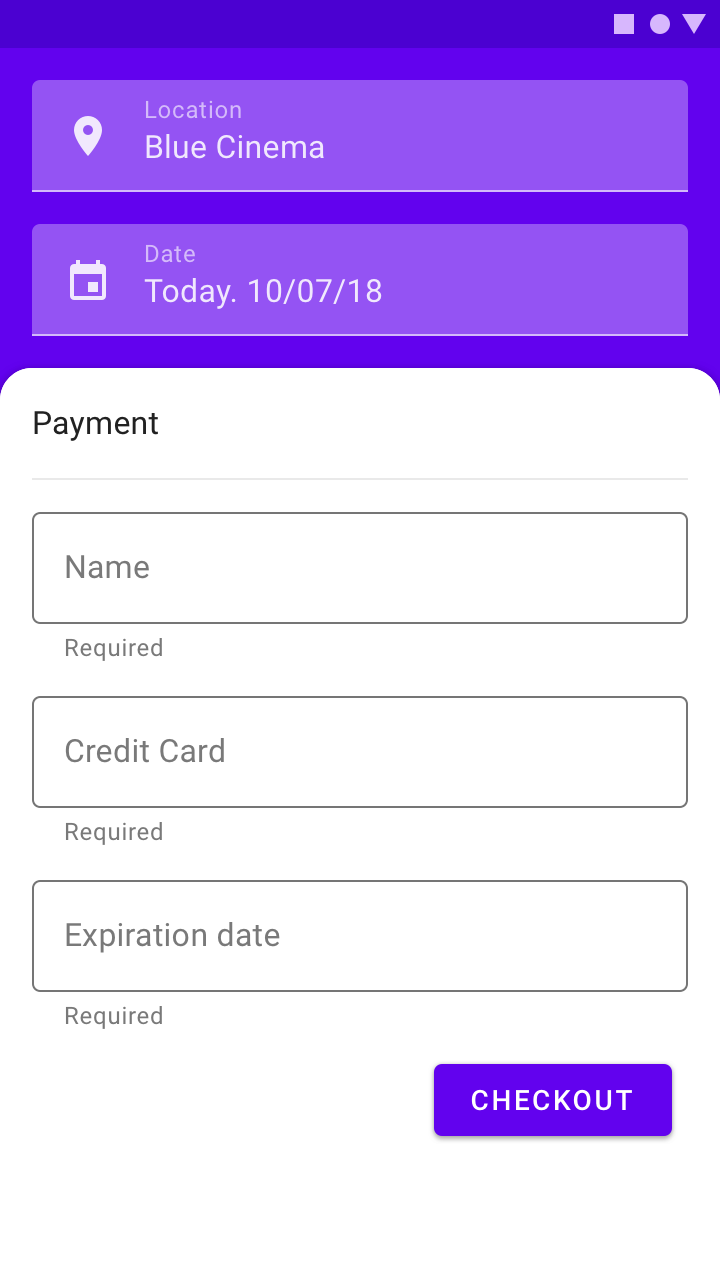 Location
Blue Cinema
Date
Today. 10/07/18
Payment
Name
Required
Credit Card
Required
Expiration date
Required
CHECKOUT